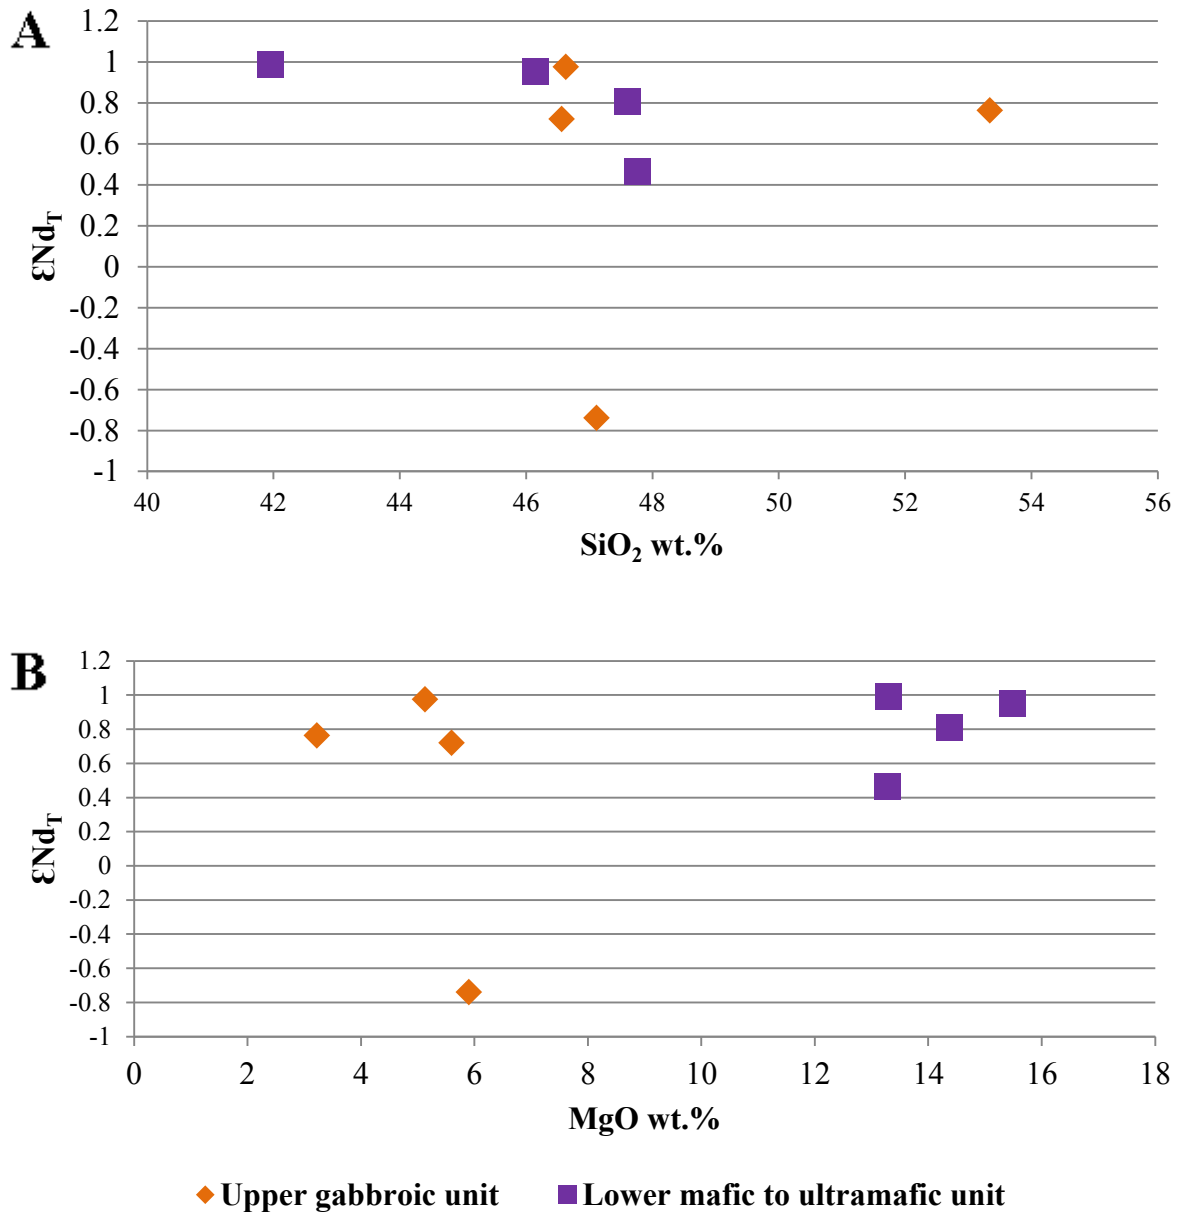 A
1.2
1
0.8
0.6
0.4
0.2
0
-0.2
-0.4
-0.6
-0.8
-1
εNd_T
40 42 44 46 48 50 52 54 56
SiO₂ wt.%
B
1.2
1
0.8
0.6
0.4
0.2
0
-0.2
-0.4
-0.6
-0.8
-1
εNd_T
0 2 4 6 8 10 12 14 16 18
MgO wt.%
Upper gabbroic unit Lower mafic to ultramafic unit